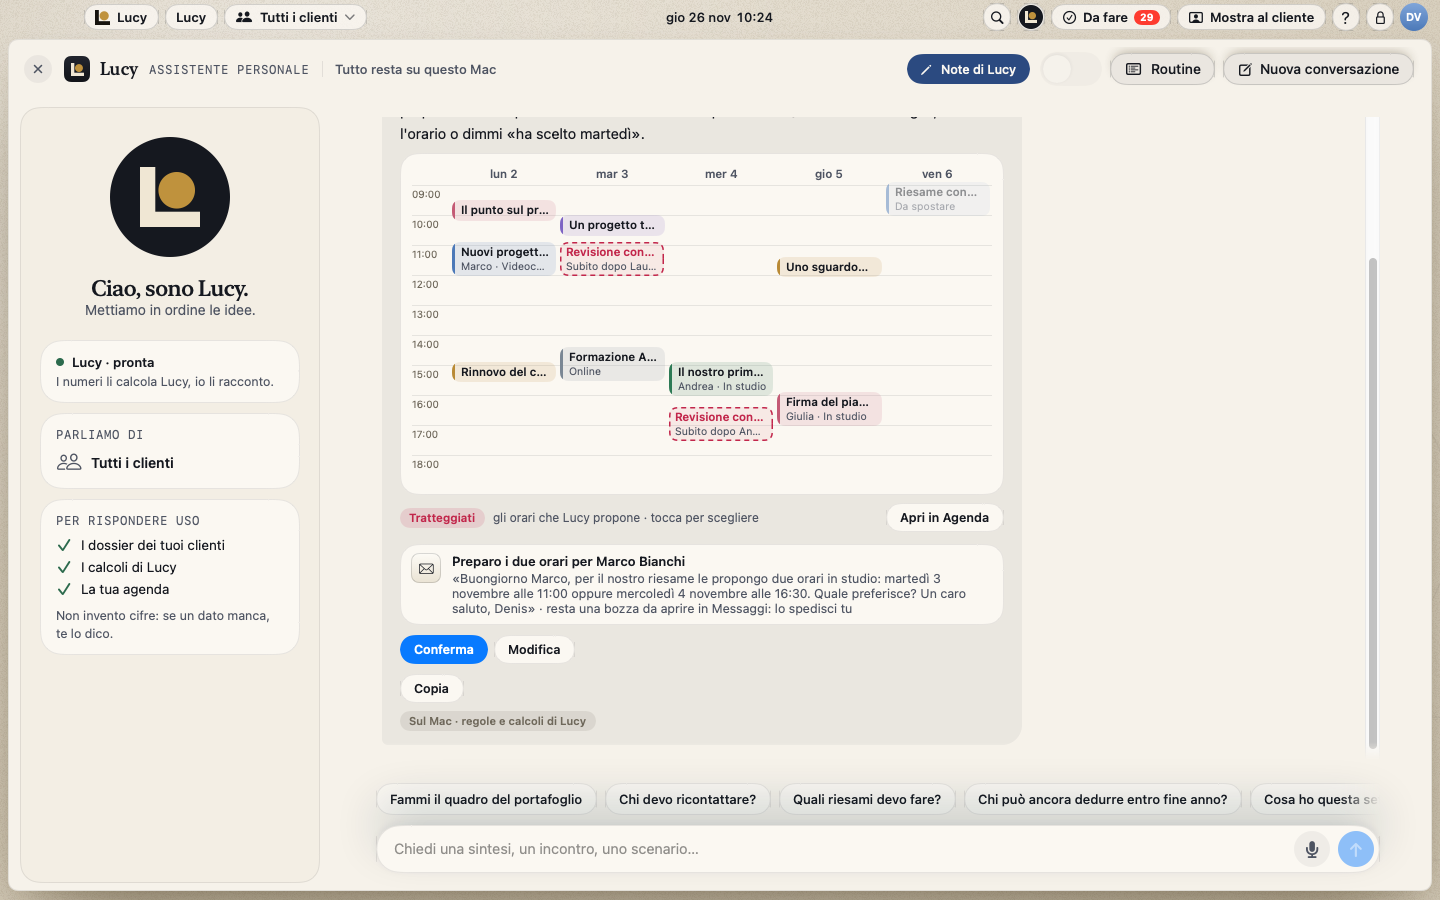 Lucy
Lucy
Tutti i clienti
gio 26 nov 10:24
Da fare 29
Mostra al cliente
?
DV
Lucy ASSISTENTE PERSONALE
Tutto resta su questo Mac
Note di Lucy
Routine
Nuova conversazione
Ciao, sono Lucy.
Mettiamo in ordine le idee.
Lucy · pronta
I numeri li calcola Lucy, io li racconto.
PARLIAMO DI
Tutti i clienti
PER RISPONDERE USO
I dossier dei tuoi clienti
I calcoli di Lucy
La tua agenda
Non invento cifre: se un dato manca,
te lo dico.
l'orario o dimmi «ha scelto martedì».
lun 2 mar 3 mer 4 gio 5 ven 6
09:00
10:00
11:00
12:00
13:00
14:00
15:00
16:00
17:00
18:00
Il punto sul pr...
Nuovi progett...
Marco · Videoc...
Rinnovo del c...
Un progetto t...
Revisione con...
Subito dopo Lau...
Formazione A...
Online
Il nostro prim...
Andrea · In studio
Revisione con...
Subito dopo An...
Uno sguardo...
Firma del pia...
Giulia · In studio
Riesame con...
Da spostare
Tratteggiati gli orari che Lucy propone · tocca per scegliere
Apri in Agenda
Preparo i due orari per Marco Bianchi
«Buongiorno Marco, per il nostro riesame le propongo due orari in studio: martedì 3
novembre alle 11:00 oppure mercoledì 4 novembre alle 16:30. Quale preferisce? Un caro
saluto, Denis» · resta una bozza da aprire in Messaggi: lo spedisci tu
Conferma
Modifica
Copia
Sul Mac · regole e calcoli di Lucy
Fammi il quadro del portafoglio
Chi devo ricontattare?
Quali riesami devo fare?
Chi può ancora dedurre entro fine anno?
Cosa ho questa se
Chiedi una sintesi, un incontro, uno scenario...